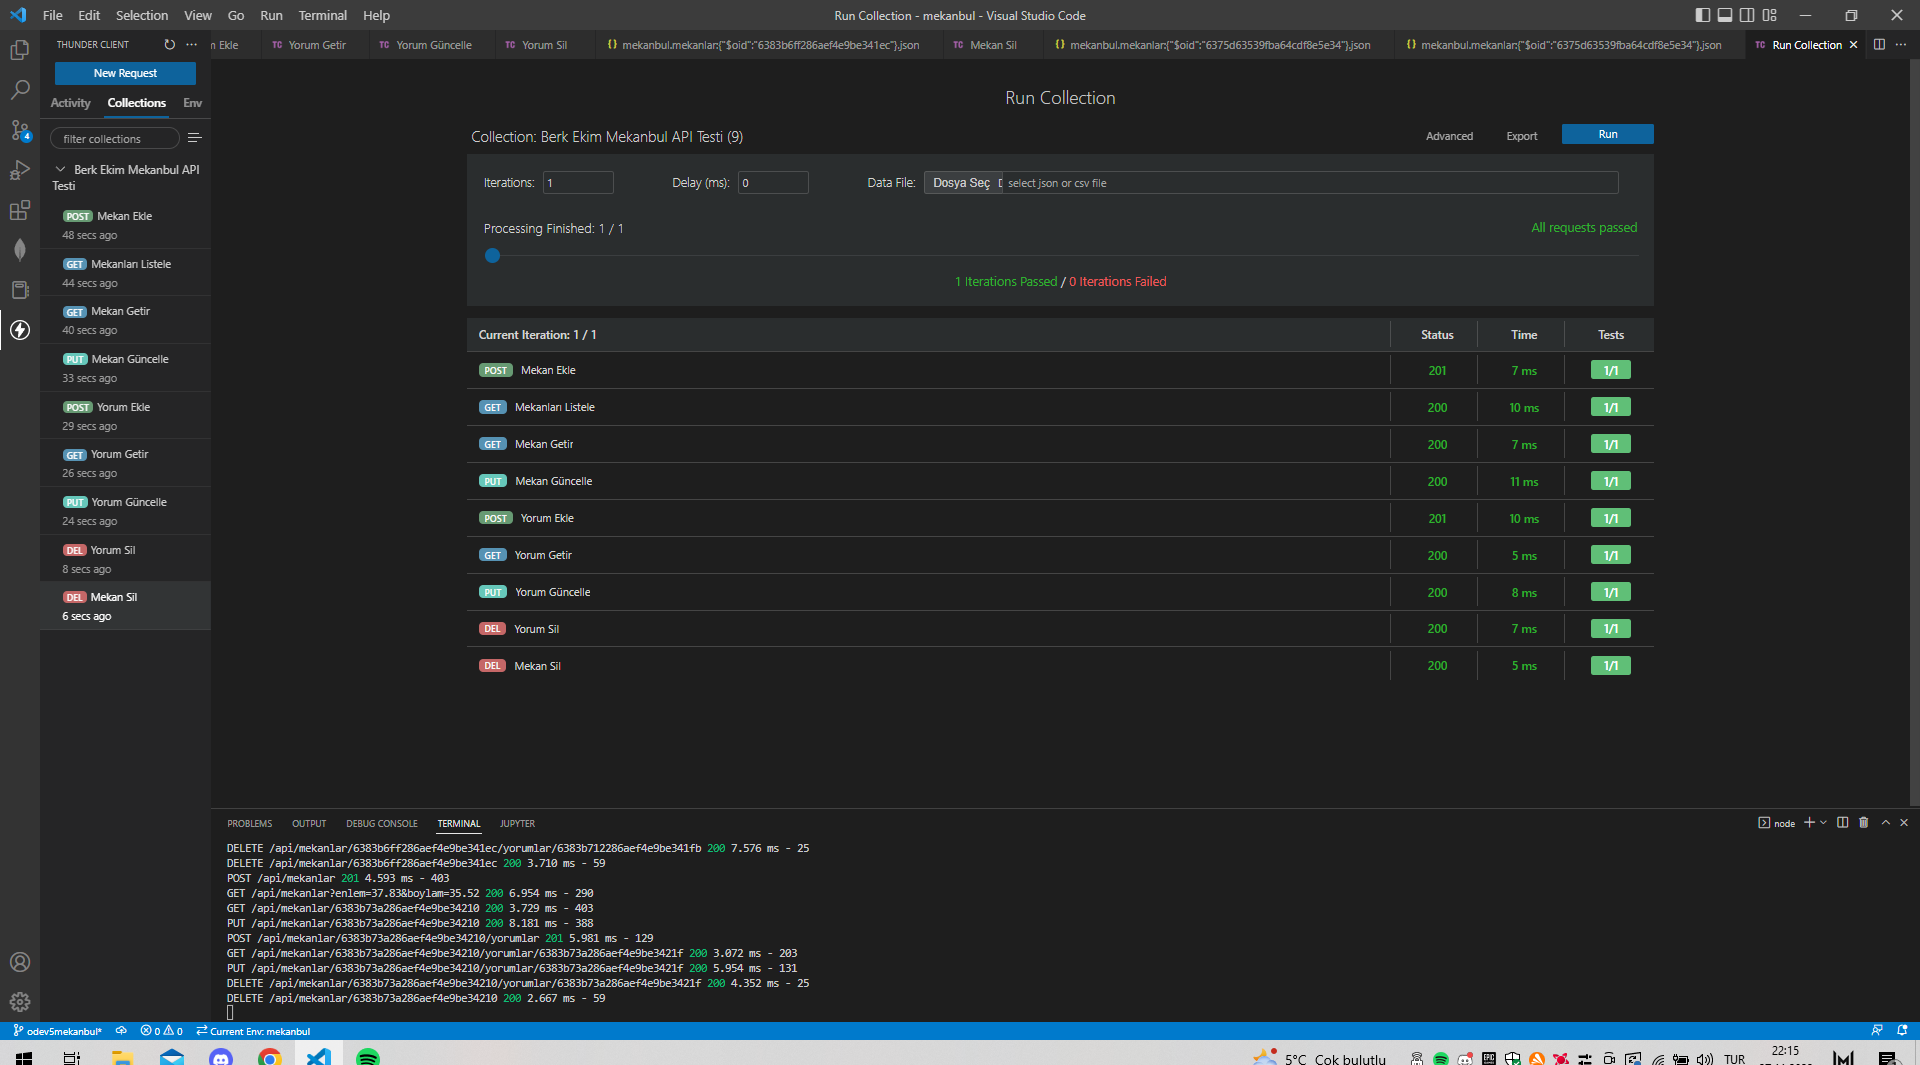 File Edit Selection View Go Run Terminal Help
Run Collection - mekanbul - Visual Studio Code
THUNDER CLIENT
n Ekle
TC Yorum Getir
TC Yorum Güncelle
TC Yorum Sil
{} mekanbul.mekanlar:{"$oid":"6383b6ff286aef4e9be341ec"}.json
TC Mekan Sil
{} mekanbul.mekanlar:{"$oid":"6375d63539fba64cdf8e5e34"}.json
{} mekanbul.mekanlar:{"$oid":"6375d63539fba64cdf8e5e34"}.json
TC Run Collection
New Request
Activity Collections Env
filter collections
Berk Ekim Mekanbul API
Testi
POST Mekan Ekle
48 secs ago
GET Mekanları Listele
44 secs ago
GET Mekan Getir
40 secs ago
PUT Mekan Güncelle
33 secs ago
POST Yorum Ekle
29 secs ago
GET Yorum Getir
26 secs ago
PUT Yorum Güncelle
24 secs ago
DEL Yorum Sil
8 secs ago
DEL Mekan Sil
6 secs ago
4
Run Collection
Collection: Berk Ekim Mekanbul API Testi (9)
Advanced Export Run
Iterations: 1 Delay (ms): 0 Data File: Dosya Seç select json or csv file
Processing Finished: 1 / 1
All requests passed
1 Iterations Passed / 0 Iterations Failed
Current Iteration: 1 / 1 Status Time Tests
POST Mekan Ekle 201 7 ms 1/1
GET Mekanları Listele 200 10 ms 1/1
GET Mekan Getir 200 7 ms 1/1
PUT Mekan Güncelle 200 11 ms 1/1
POST Yorum Ekle 201 10 ms 1/1
GET Yorum Getir 200 5 ms 1/1
PUT Yorum Güncelle 200 8 ms 1/1
DEL Yorum Sil 200 7 ms 1/1
DEL Mekan Sil 200 5 ms 1/1
PROBLEMS OUTPUT DEBUG CONSOLE TERMINAL JUPYTER
node
DELETE /api/mekanlar/6383b6ff286aef4e9be341ec/yorumlar/6383b712286aef4e9be341fb 200 7.576 ms - 25
DELETE /api/mekanlar/6383b6ff286aef4e9be341ec 200 3.710 ms - 59
POST /api/mekanlar 201 4.593 ms - 403
GET /api/mekanlar?enlem=37.83&boylam=35.52 200 6.954 ms - 290
GET /api/mekanlar/6383b73a286aef4e9be34210 200 3.729 ms - 403
PUT /api/mekanlar/6383b73a286aef4e9be34210 200 8.181 ms - 388
POST /api/mekanlar/6383b73a286aef4e9be34210/yorumlar 201 5.981 ms - 129
GET /api/mekanlar/6383b73a286aef4e9be34210/yorumlar/6383b73a286aef4e9be3421f 200 3.072 ms - 203
PUT /api/mekanlar/6383b73a286aef4e9be34210/yorumlar/6383b73a286aef4e9be3421f 200 5.954 ms - 131
DELETE /api/mekanlar/6383b73a286aef4e9be34210/yorumlar/6383b73a286aef4e9be3421f 200 4.352 ms - 25
DELETE /api/mekanlar/6383b73a286aef4e9be34210 200 2.667 ms - 59
odev5mekanbul* 0 0 Current Env: mekanbul
5°C Çok bulutlu
TUR
22:15